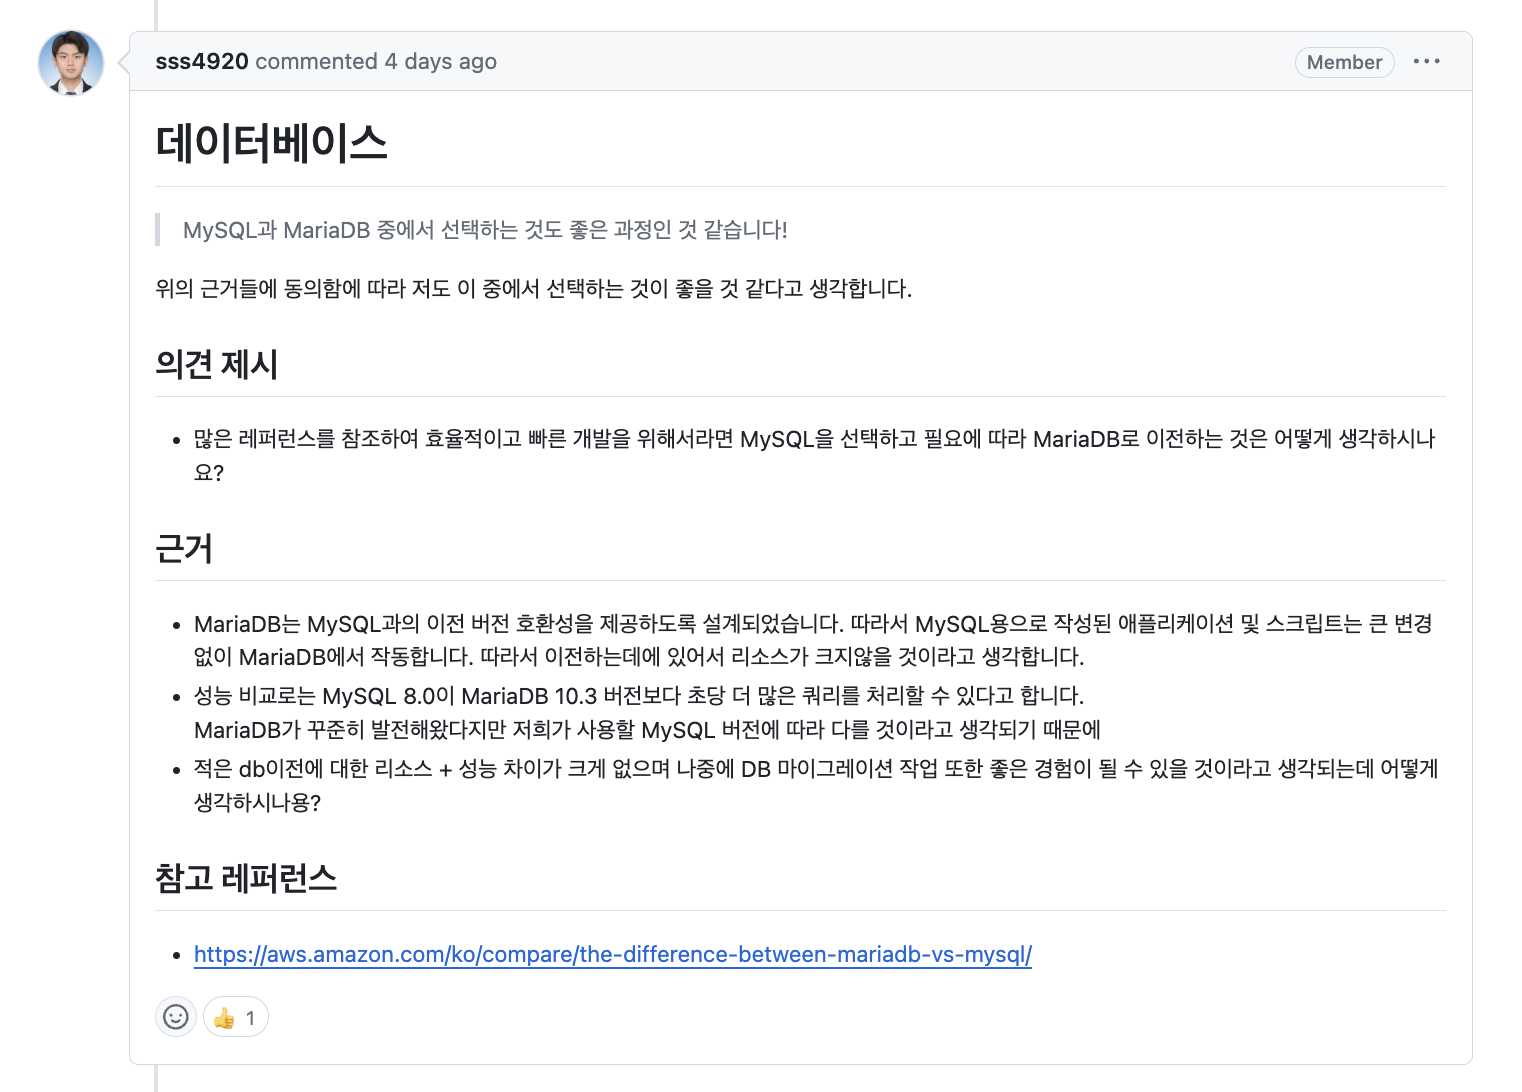 sss4920 commented 4 days ago
Member
데이터베이스
MySQL과 MariaDB 중에서 선택하는 것도 좋은 과정인 것 같습니다!
위의 근거들에 동의함에 따라 저도 이 중에서 선택하는 것이 좋을 것 같다고 생각합니다.
의견 제시
많은 레퍼런스를 참조하여 효율적이고 빠른 개발을 위해서라면 MySQL을 선택하고 필요에 따라 MariaDB로 이전하는 것은 어떻게 생각하시나
요?
근거
MariaDB는 MySQL과의 이전 버전 호환성을 제공하도록 설계되었습니다. 따라서 MySQL용으로 작성된 애플리케이션 및 스크립트는 큰 변경
없이 MariaDB에서 작동합니다. 따라서 이전하는데에 있어서 리소스가 크지않을 것이라고 생각합니다.
성능 비교로는 MySQL 8.0이 MariaDB 10.3 버전보다 초당 더 많은 쿼리를 처리할 수 있다고 합니다.
MariaDB가 꾸준히 발전해왔다지만 저희가 사용할 MySQL 버전에 따라 다를 것이라고 생각되기 때문에
적은 db이전에 대한 리소스 + 성능 차이가 크게 없으며 나중에 DB 마이그레이션 작업 또한 좋은 경험이 될 수 있을 것이라고 생각되는데 어떻게
생각하시나용?
참고 레퍼런스
https://aws.amazon.com/ko/compare/the-difference-between-mariadb-vs-mysql/
1